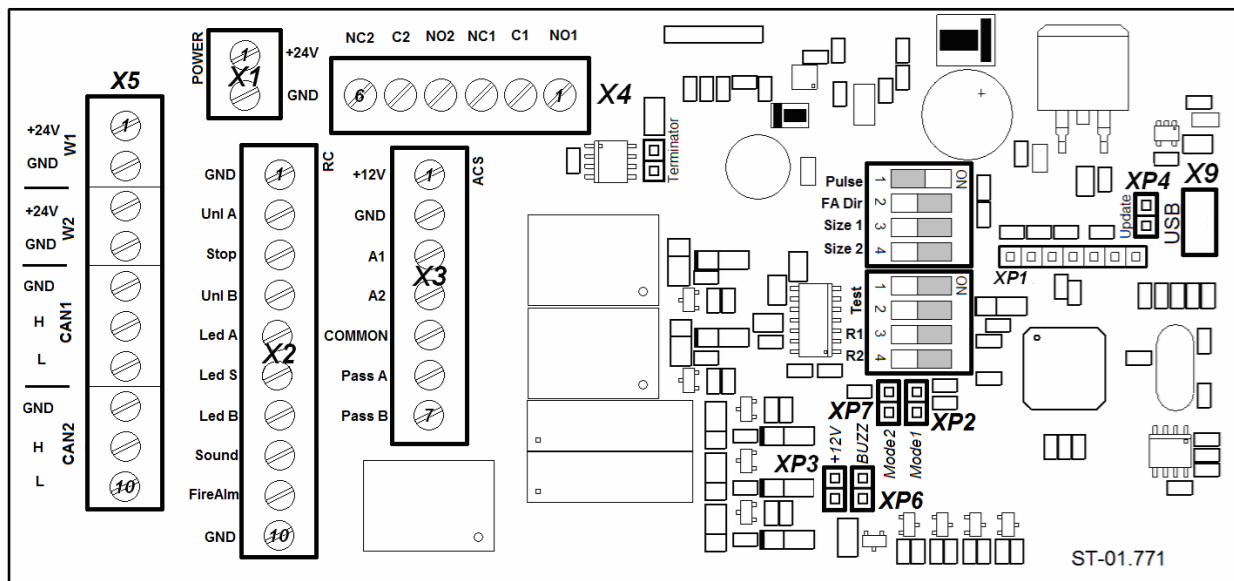 X5
1
+24V
GND
W1
+24V
GND
W2
GND
H
L
CAN1
GND
H
L
CAN2
10
POWER
1
X1
+24V
GND
NC2 C2 NO2 NC1 C1 NO1
6
1
X4
RC
GND
1
Unl A
Stop
Unl B
Led A
X2
Led S
Led B
Sound
FireAlm
GND
10
ACS
+12V
1
GND
A1
X3
A2
COMMON
Pass A
Pass B
7
Terminator
+
Pulse 1 NO
FA Dir 2
Size 1 3
Size 2 4
Test
1 NO
2
R1 3
R2 4
XP4
X9
Update
USB
XP1
XP7
XP2
Mode2
Mode1
XP3
+12V
BUZZ
XP6
ST-01.771